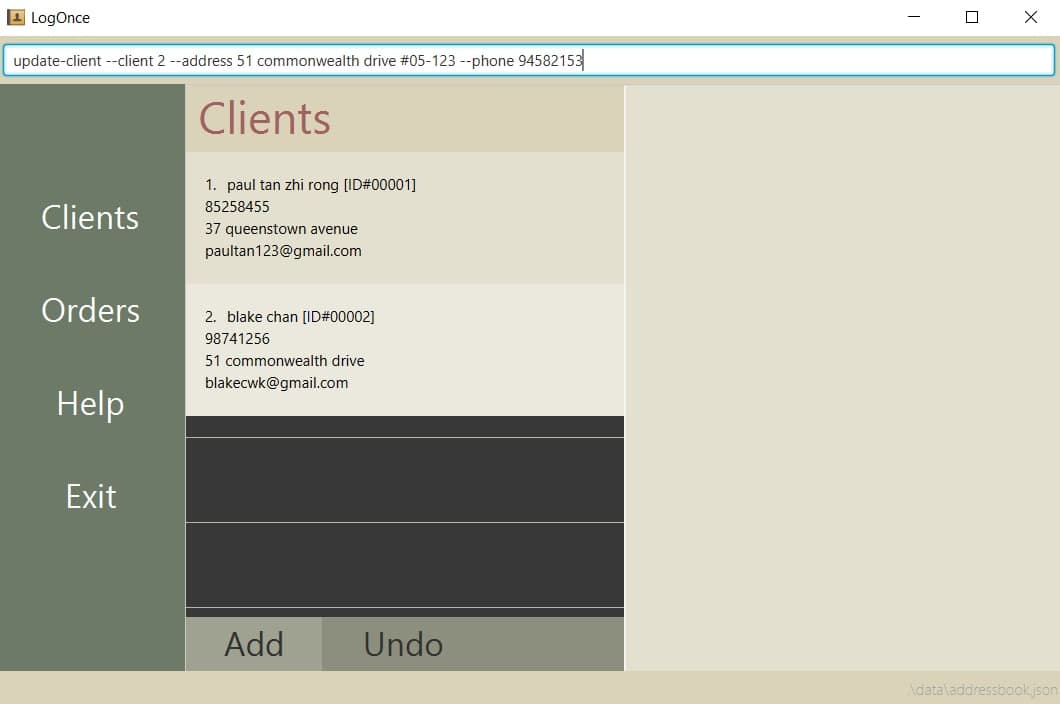 LogOnce
update-client --client 2 --address 51 commonwealth drive #05-123 --phone 94582153
Clients
Orders
Help
Exit
Clients
1. paul tan zhi rong [ID#00001]
85258455
37 queenstown avenue
paultan123@gmail.com
2. blake chan [ID#00002]
98741256
51 commonwealth drive
blakecwk@gmail.com
Add
Undo
.\data\addressbook.json